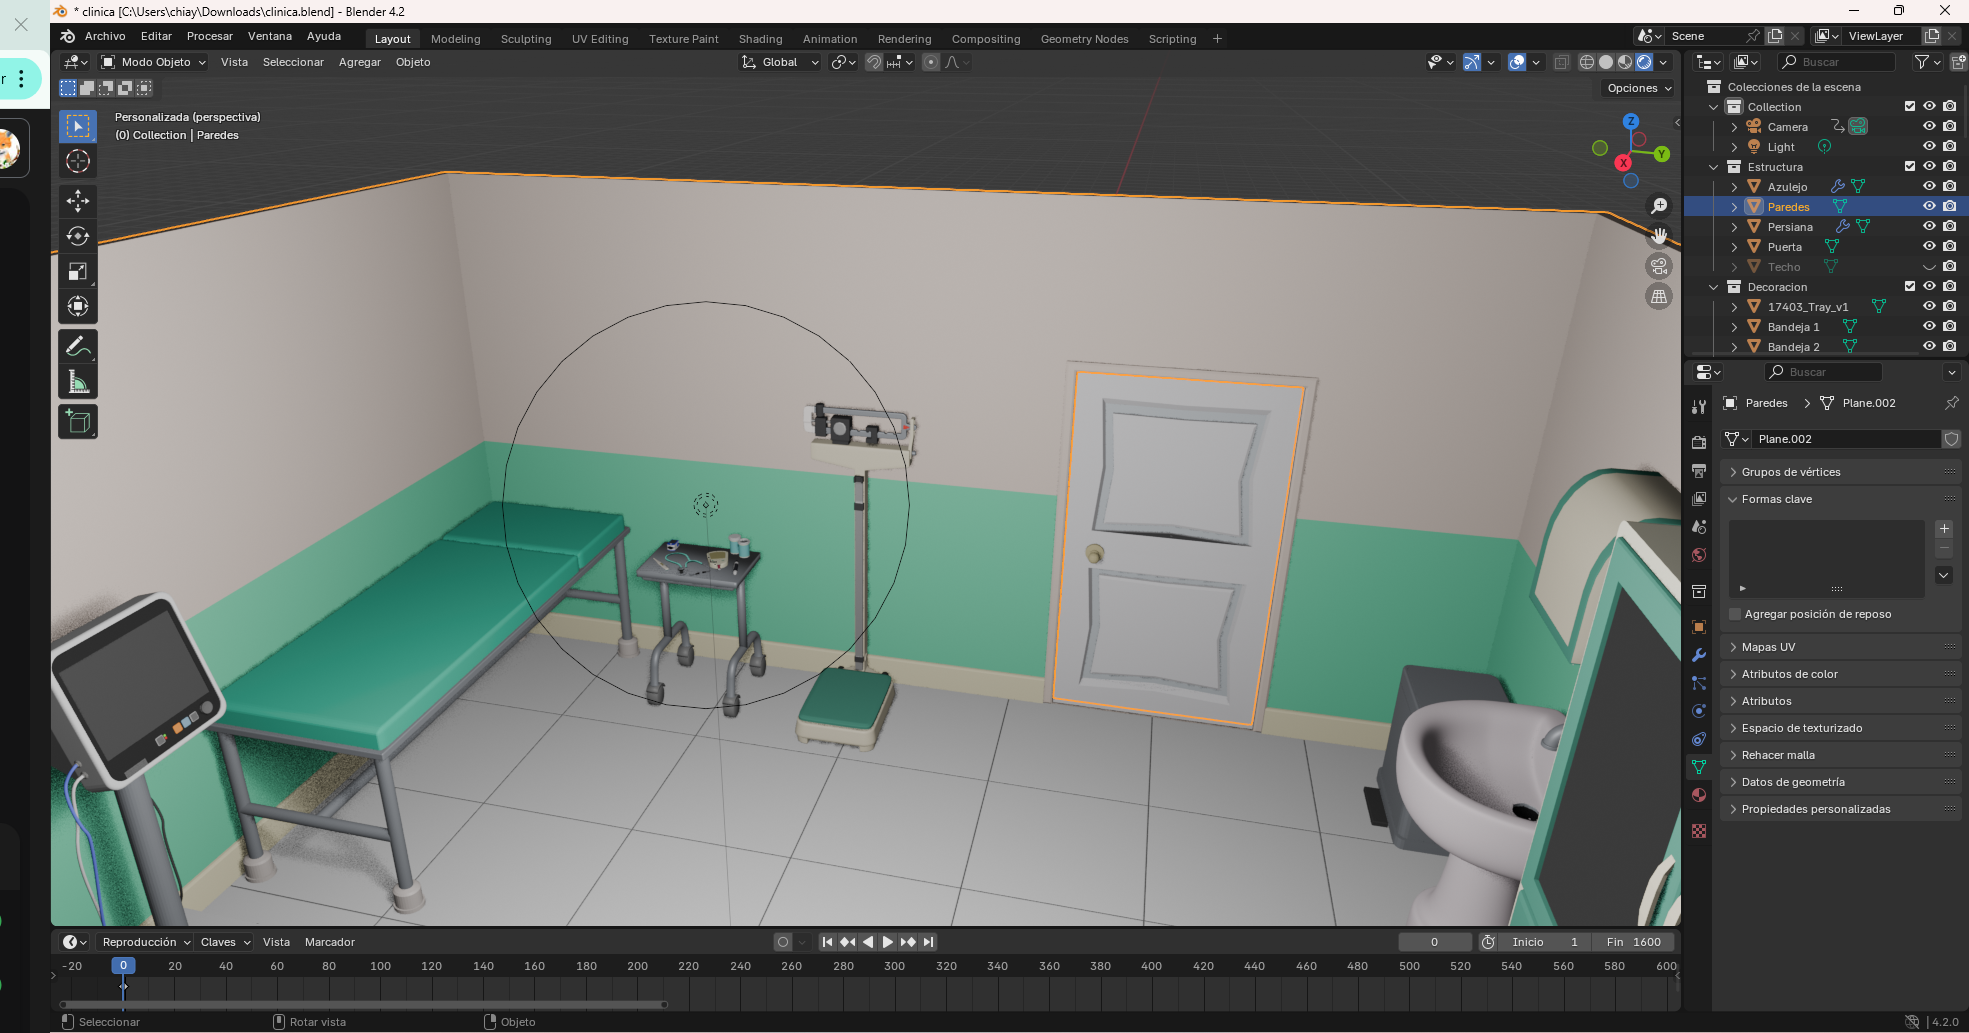 * clinica [C:\Users\chiay\Downloads\clinica.blend] - Blender 4.2
Archivo Editar Procesar Ventana Ayuda Layout Modeling Sculpting UV Editing Texture Paint Shading Animation Rendering Compositing Geometry Nodes Scripting + Scene ViewLayer
Modo Objeto Vista Seleccionar Agregar Objeto Global Buscar
Opciones
r
Personalizada (perspectiva)
(0) Collection | Paredes
Z
Y
X
Colecciones de la escena
Collection
Camera
Light
Estructura
Azulejo
Paredes
Persiana
Puerta
Techo
Decoracion
17403_Tray_v1
Bandeja 1
Bandeja 2
Buscar
Paredes > Plane.002
Plane.002
Grupos de vértices
Formas clave
Agregar posición de reposo
Mapas UV
Atributos de color
Atributos
Espacio de texturizado
Rehacer malla
Datos de geometría
Propiedades personalizadas
Reproducción Claves Vista Marcador 0 Inicio 1 Fin 1600
-20 0 20 40 60 80 100 120 140 160 180 200 220 240 260 280 300 320 340 360 380 400 420 440 460 480 500 520 540 560 580 600
Seleccionar Rotar vista Objeto 4.2.0